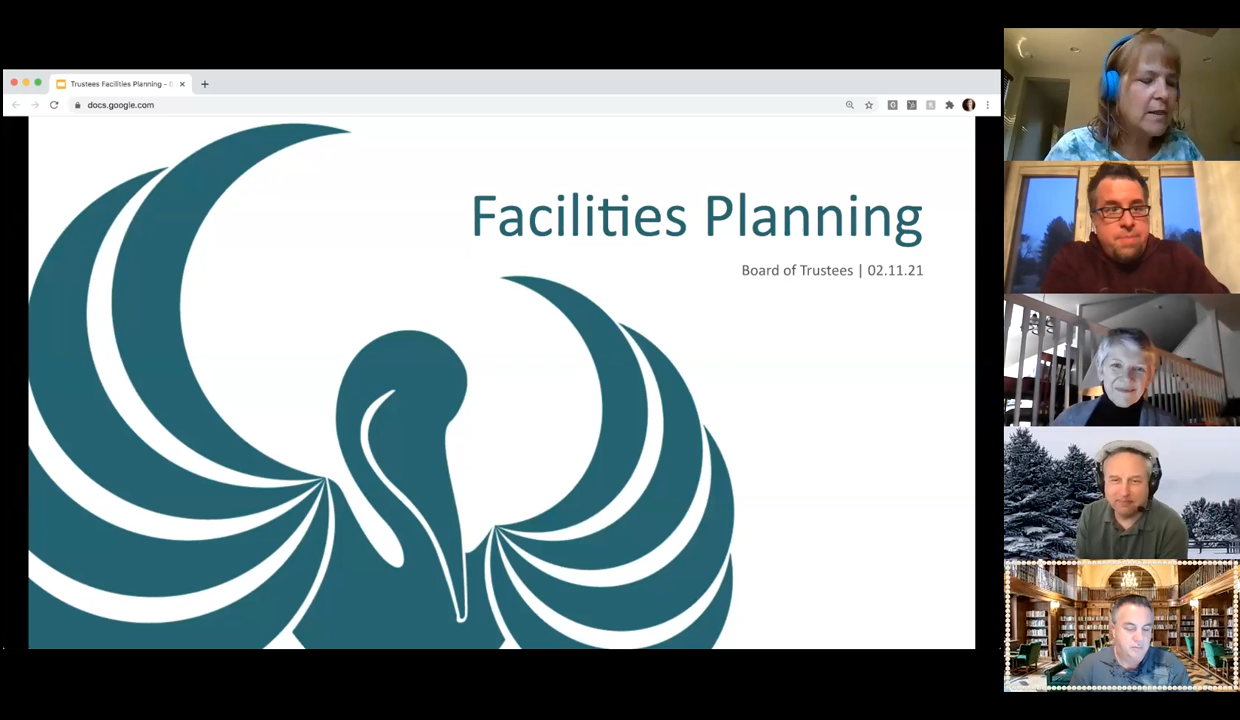 Trustees Facilities Planning -
docs.google.com
Facilities Planning
Board of Trustees | 02.11.21